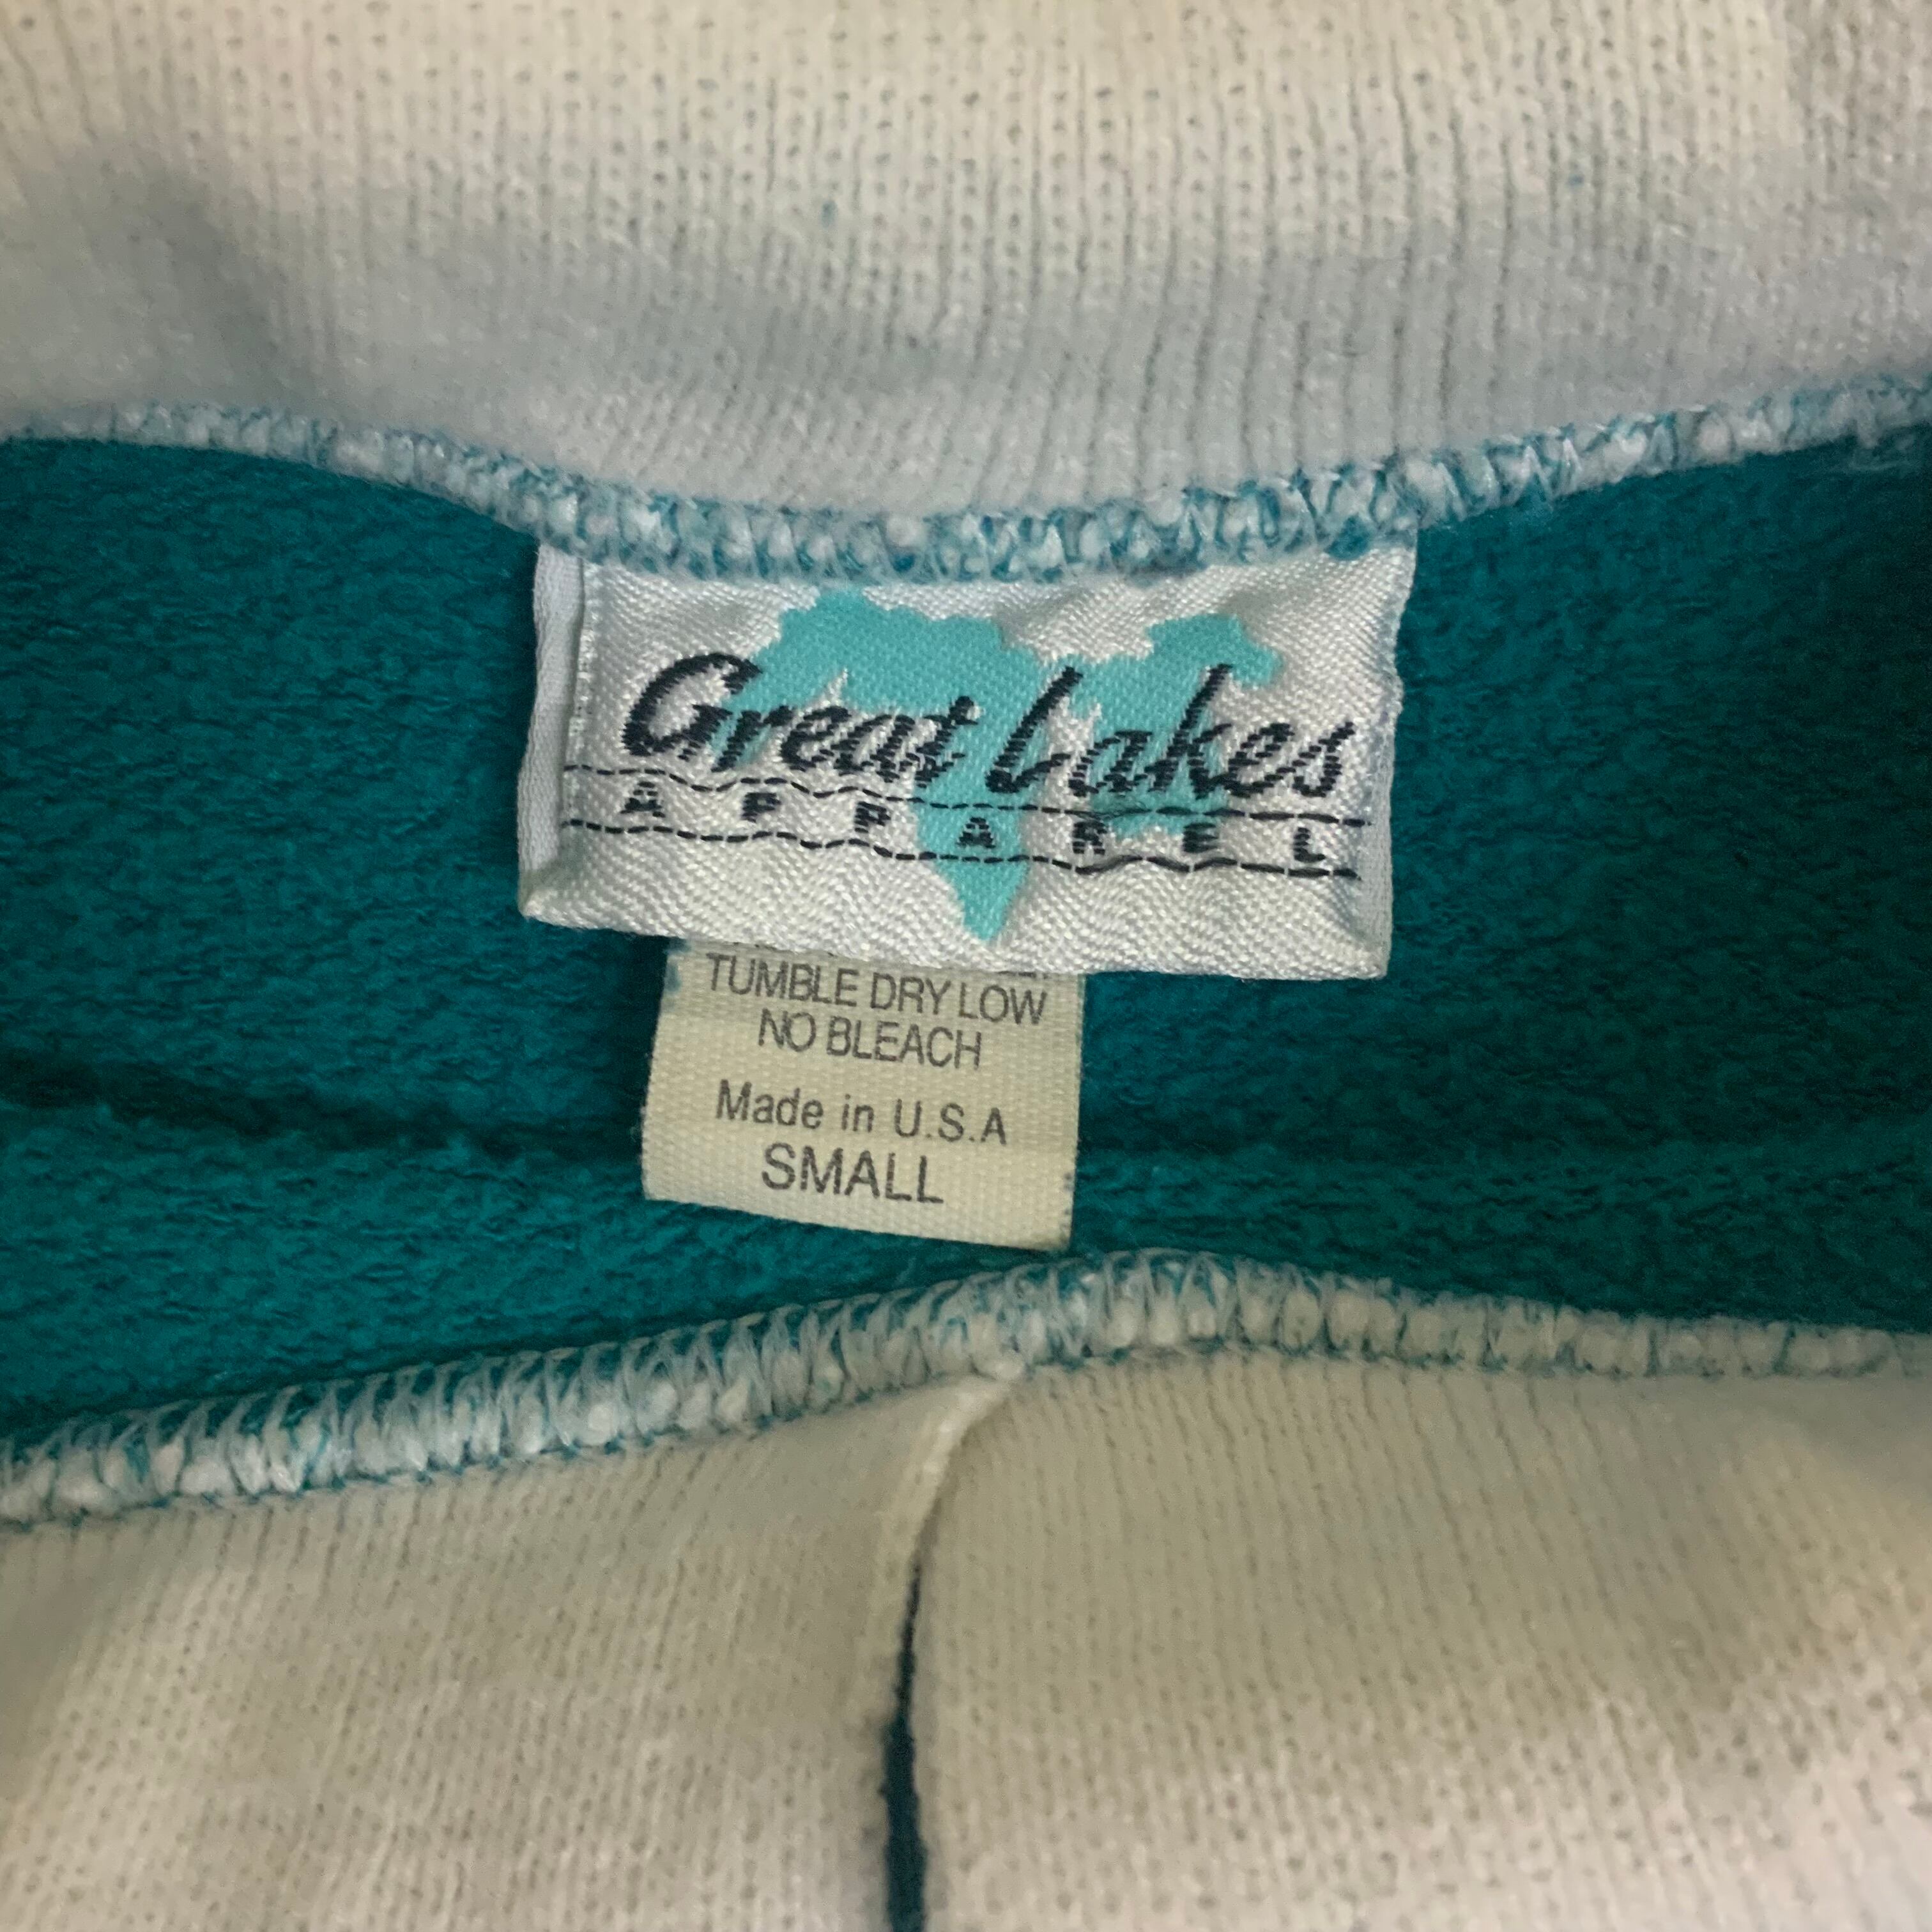 Great Lakes
APPAREL
TUMBLE DRY LOW
NO BLEACH
Made in U.S.A
SMALL